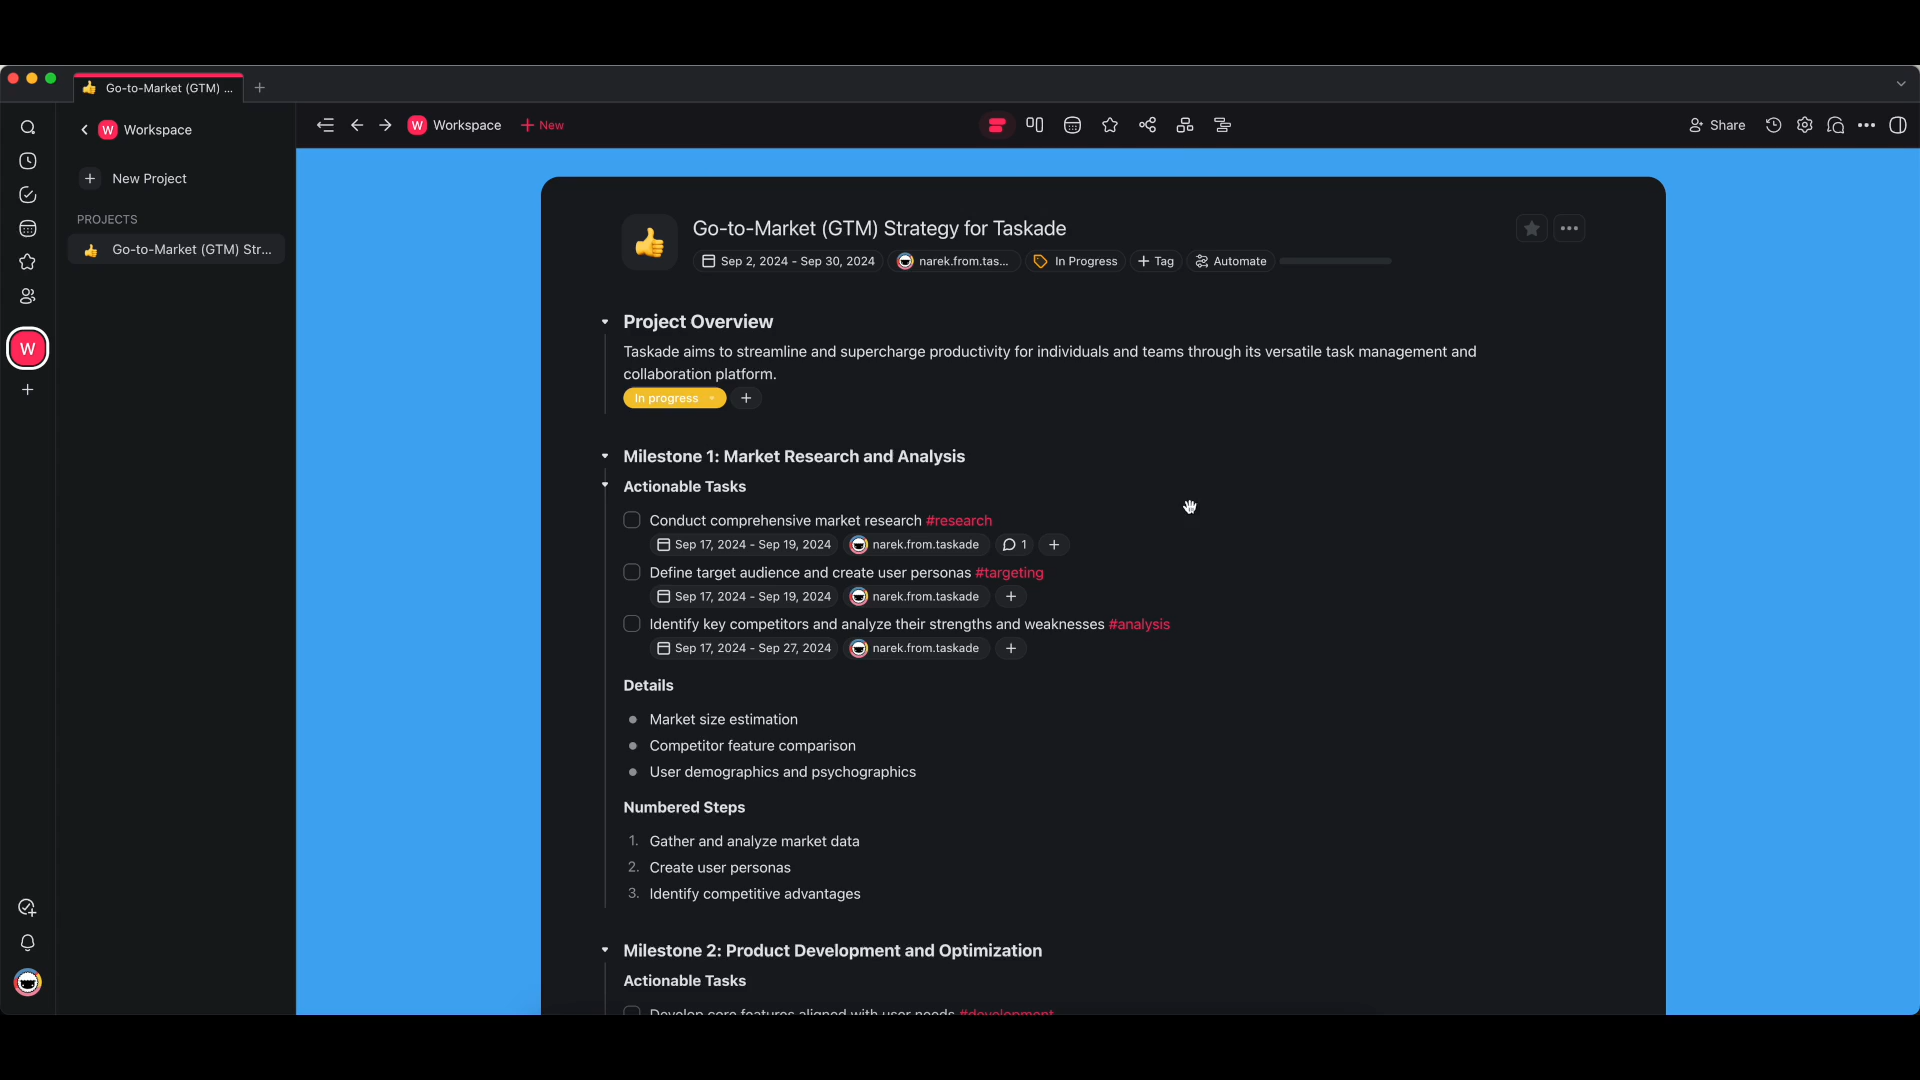 Go-to-Market (GTM) ...
W Workspace
W Workspace
New
Share
New Project
PROJECTS
Go-to-Market (GTM) Str...
W
Go-to-Market (GTM) Strategy for Taskade
Sep 2, 2024 - Sep 30, 2024
narek.from.tas...
In Progress
Tag
Automate
Project Overview
Taskade aims to streamline and supercharge productivity for individuals and teams through its versatile task management and
collaboration platform.
In progress
Milestone 1: Market Research and Analysis
Actionable Tasks
Conduct comprehensive market research #research
Sep 17, 2024 - Sep 19, 2024 narek.from.taskade 1
Define target audience and create user personas #targeting
Sep 17, 2024 - Sep 19, 2024 narek.from.taskade
Identify key competitors and analyze their strengths and weaknesses #analysis
Sep 17, 2024 - Sep 27, 2024 narek.from.taskade
Details
Market size estimation
Competitor feature comparison
User demographics and psychographics
Numbered Steps
1. Gather and analyze market data
2. Create user personas
3. Identify competitive advantages
Milestone 2: Product Development and Optimization
Actionable Tasks
Develop core features aligned with user needs #development